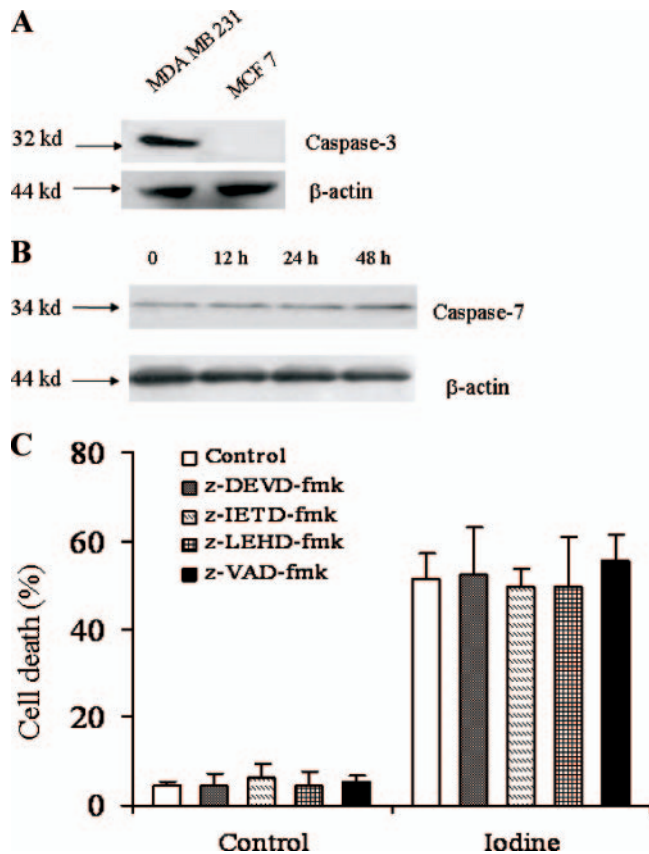 A
MDA MB 231
MCF 7
32 kd
Caspase-3
44 kd
β-actin
B
0 12 h 24 h 48 h
34 kd
Caspase-7
44 kd
β-actin
C
80
60
40
20
0
Cell death (%)
Control
z-DEVD-fmk
z-IETD-fmk
z-LEHD-fmk
z-VAD-fmk
Control Iodine